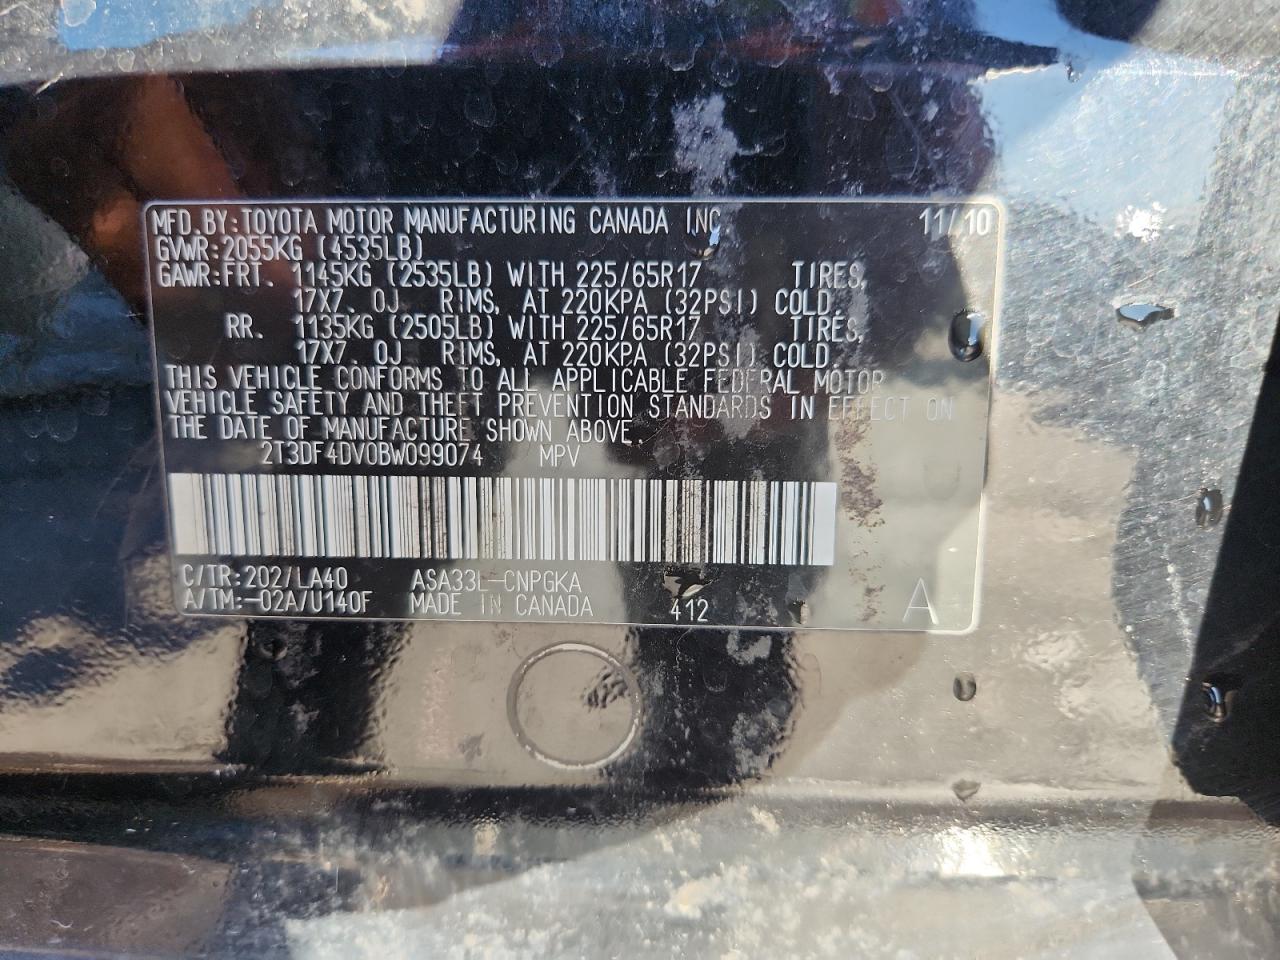 MFD.BY:TOYOTA MOTOR MANUFACTURING CANADA INC 11/10
GVWR:2055KG (4535LB)
GAWR:FRT. 1145KG (2535LB) WITH 225/65R17 TIRES,
17X7.0J RIMS, AT 220KPA (32PSI) COLD.
RR. 1135KG (2505LB) WITH 225/65R17 TIRES,
17X7.0J RIMS, AT 220KPA (32PSI) COLD.
THIS VEHICLE CONFORMS TO ALL APPLICABLE FEDERAL MOTOR
VEHICLE SAFETY AND THEFT PREVENTION STANDARDS IN EFFECT ON
THE DATE OF MANUFACTURE SHOWN ABOVE.
2T3DF4DV0BW099074 MPV
C/TR:202/LA40 ASA33L-CNPGKA
A/TM:-02A/U140F MADE IN CANADA 412 A